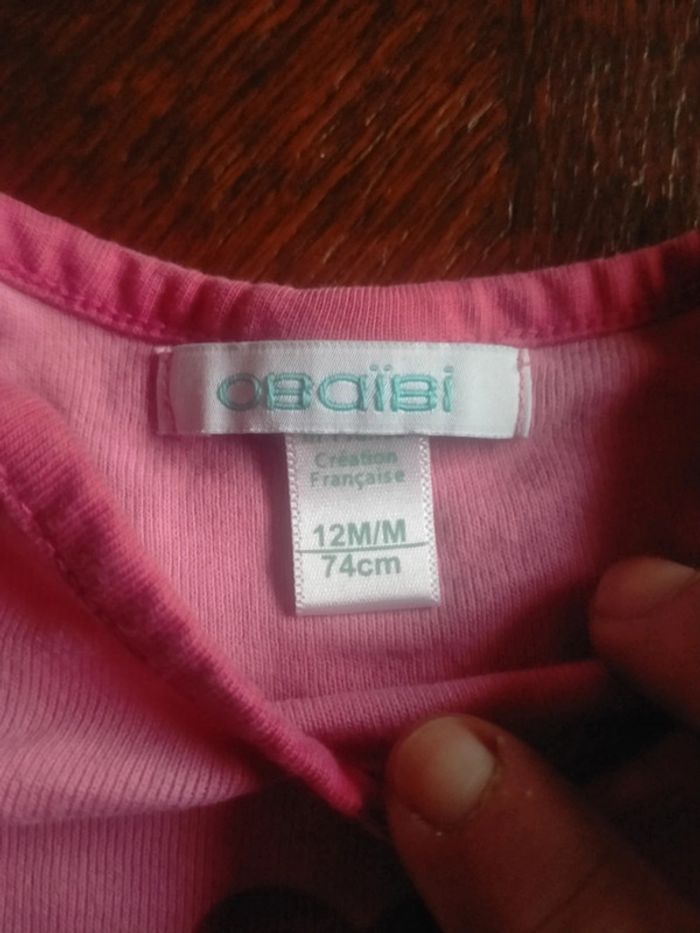 obaïbi
Création
Française
12M/M
74cm